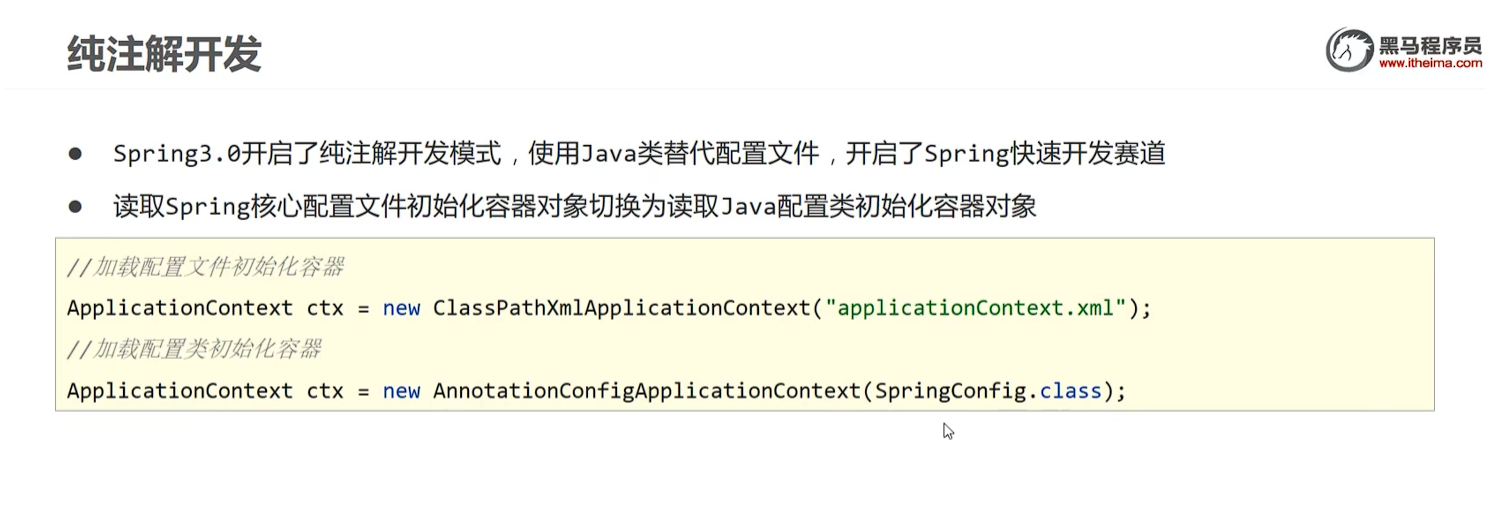 纯注解开发
黑马程序员
www.itheima.com
● Spring3.0开启了纯注解开发模式，使用Java类替代配置文件，开启了Spring快速开发赛道
● 读取Spring核心配置文件初始化容器对象切换为读取Java配置类初始化容器对象
//加载配置文件初始化容器
ApplicationContext ctx = new ClassPathXmlApplicationContext("applicationContext.xml");
//加载配置类初始化容器
ApplicationContext ctx = new AnnotationConfigApplicationContext(SpringConfig.class);